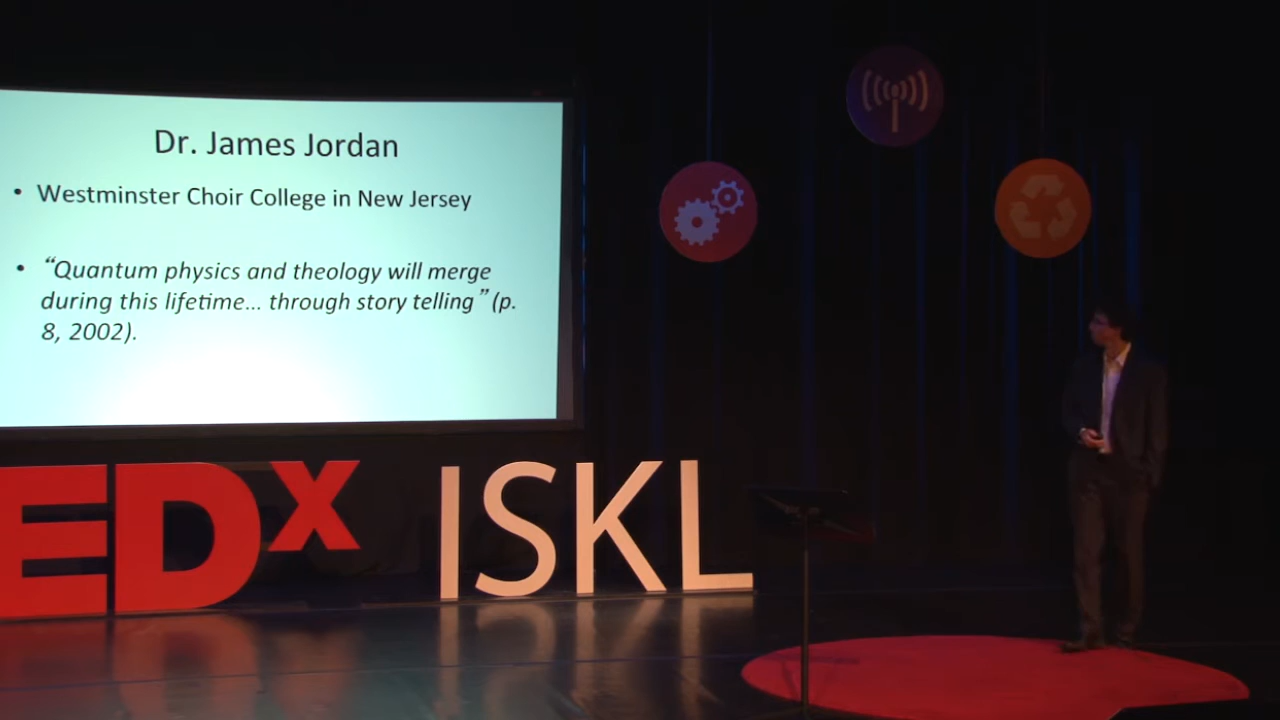 Dr. James Jordan
• Westminster Choir College in New Jersey
• “Quantum physics and theology will merge
during this lifetime... through story telling” (p.
8, 2002).
EDx ISKL